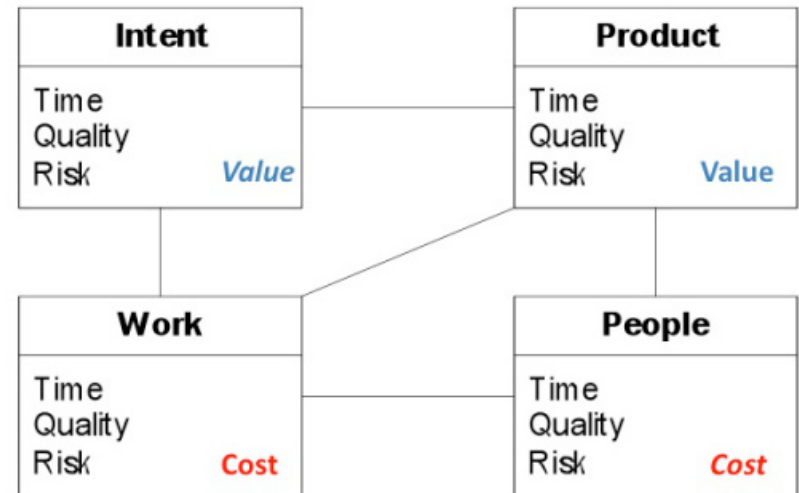 Intent
Time
Quality
Risk Value
Product
Time
Quality
Risk Value
Work
Time
Quality
Risk Cost
People
Time
Quality
Risk Cost